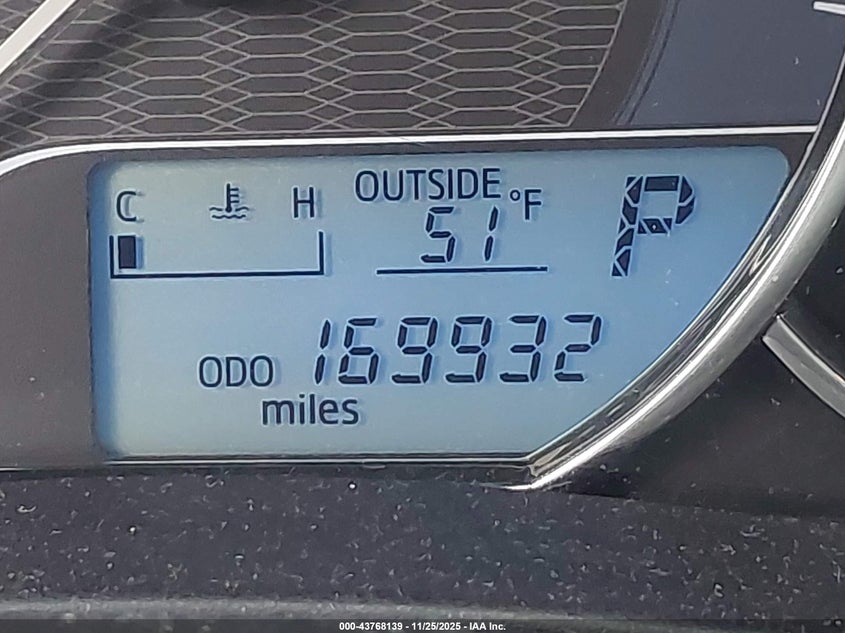 OUTSIDE
C H 51 °F P
ODO 169932
miles
000-43768139 - 11/25/2025 - IAA Inc.